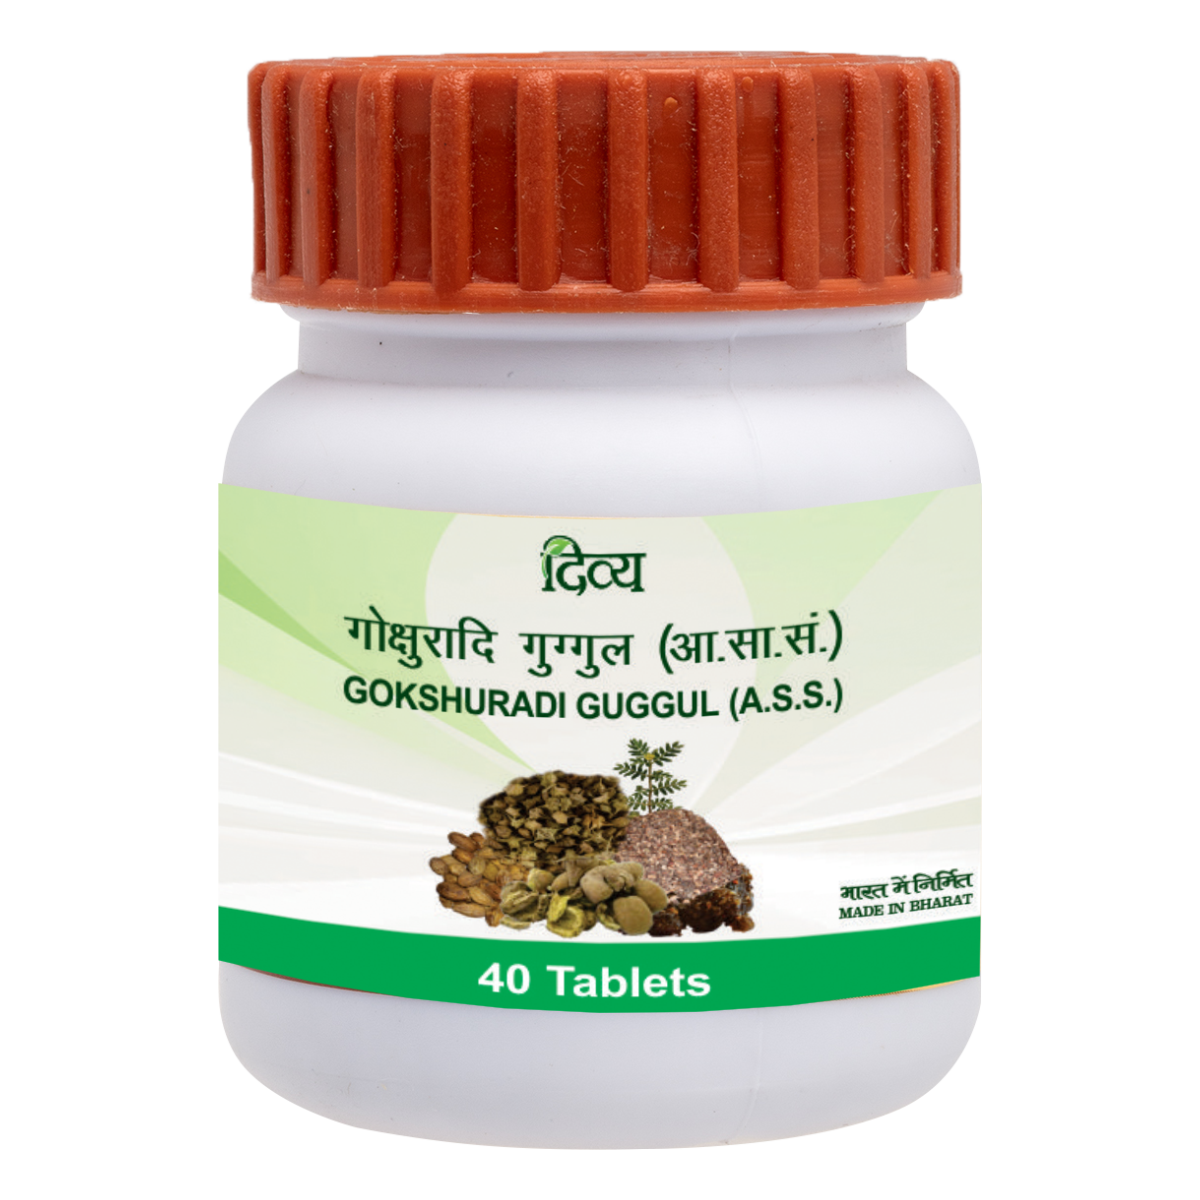 दिव्य
गोक्षुरादि गुग्गुल (आ.सा.सं.)
GOKSHURADI GUGGUL (A.S.S.)
भारत में निर्मित
MADE IN BHARAT
40 Tablets